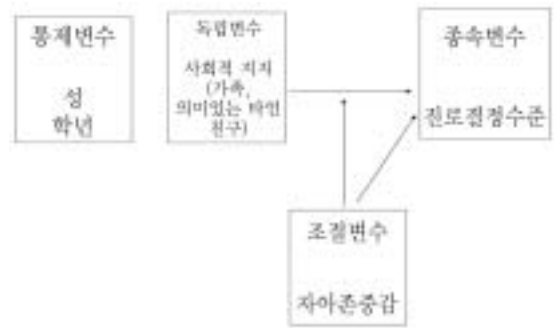 통제변수
성
학년
독립변수
사회적 지지
(가족,
의미있는 타인
친구)
종속변수
진로결정수준
조절변수
자아존중감